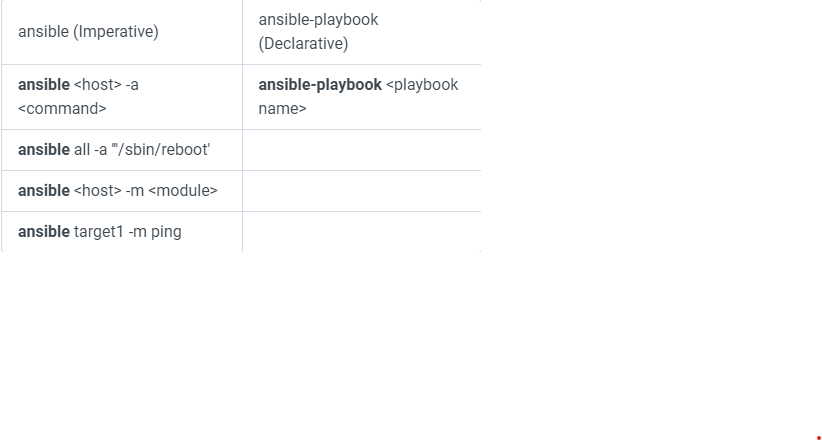 ansible (Imperative)
ansible-playbook
(Declarative)
ansible <host> -a
<command>
ansible-playbook <playbook
name>
ansible all -a '"/sbin/reboot'
ansible <host> -m <module>
ansible target1 -m ping